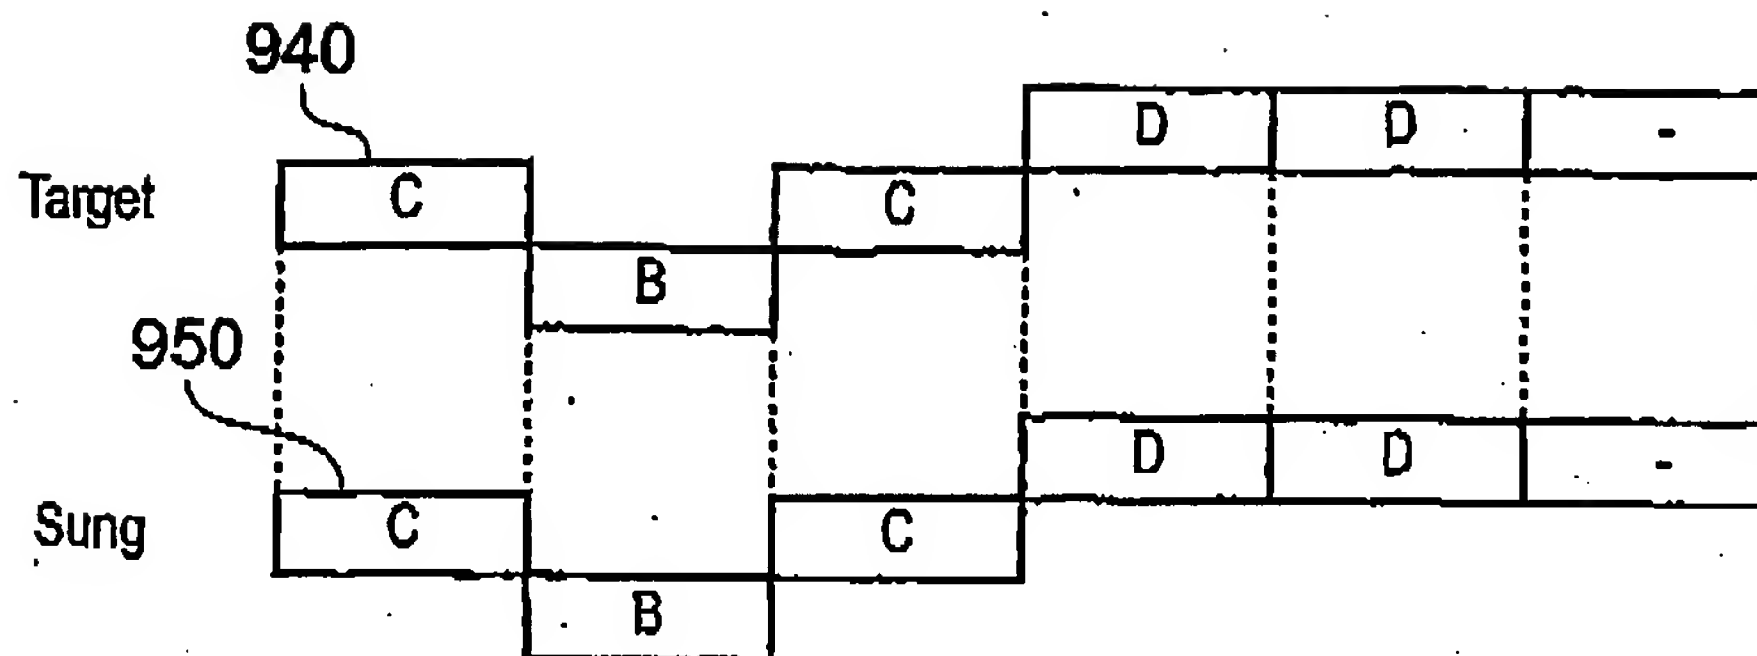 940
D D -
Target C C
B
950
D D -
Sung C C
B